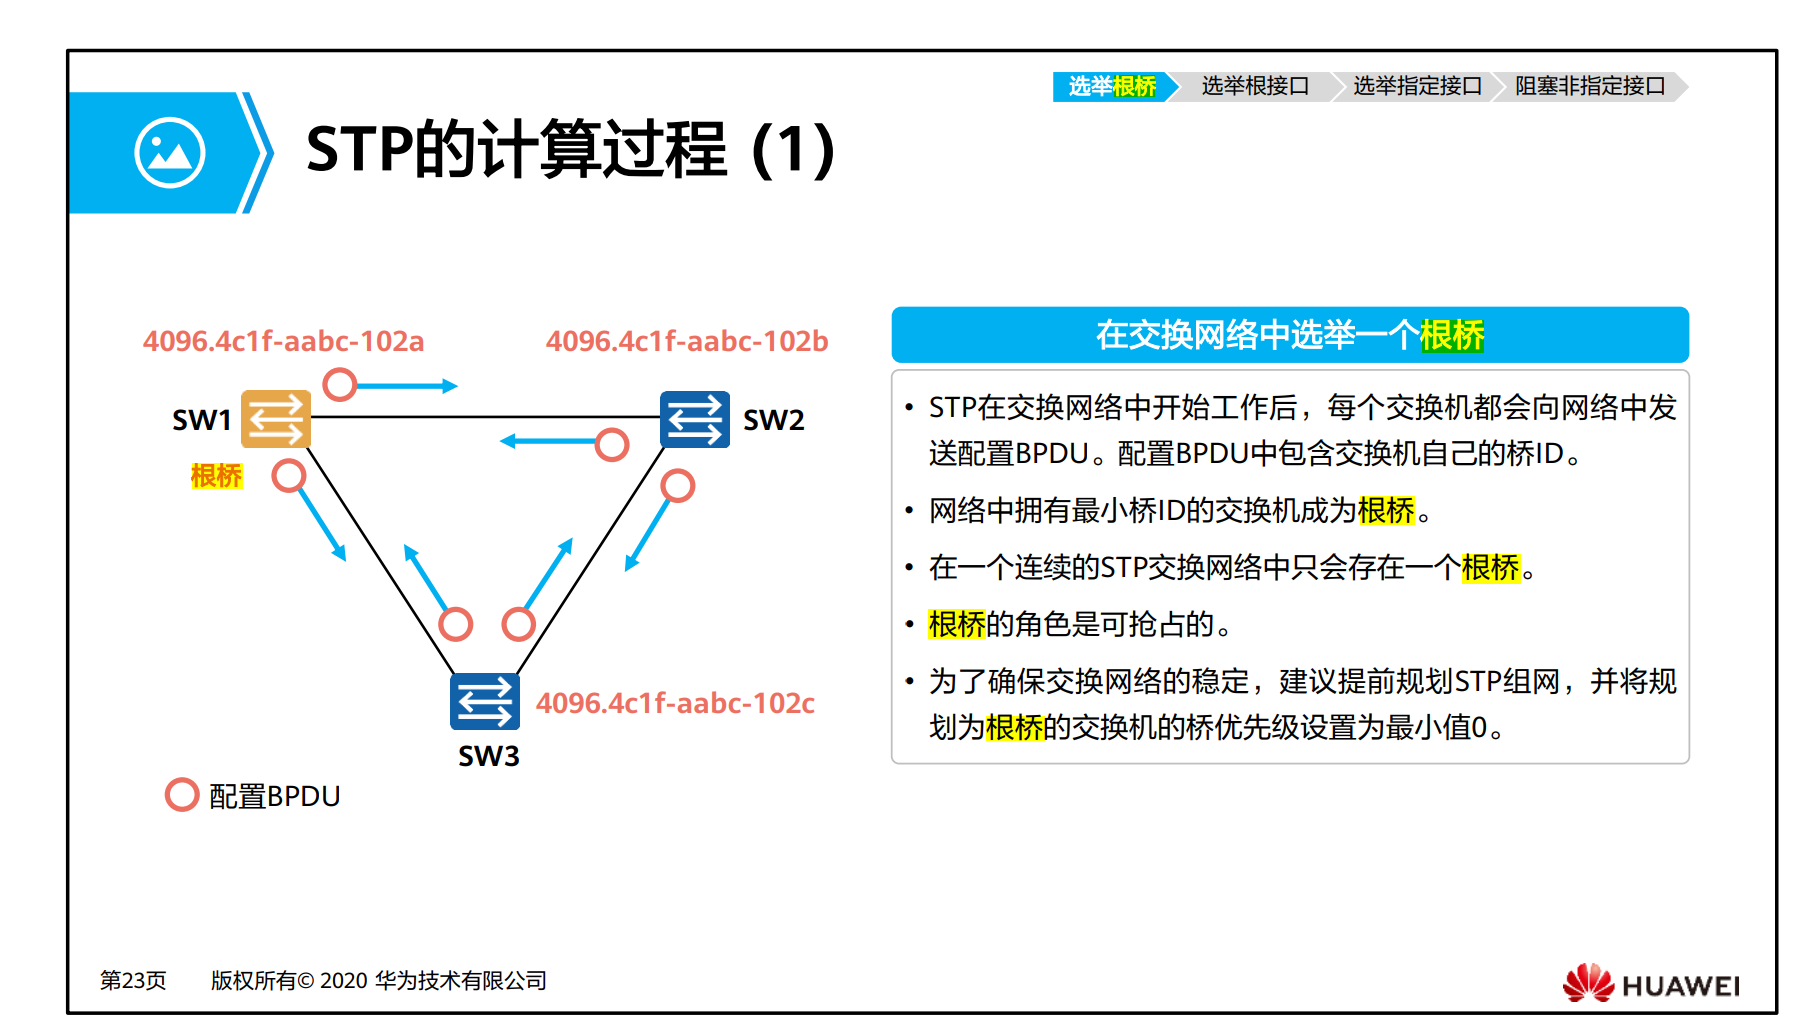 选举根桥
选举根接口
选举指定接口
阻塞非指定接口
STP的计算过程 (1)
4096.4c1f-aabc-102a
4096.4c1f-aabc-102b
SW1
SW2
根桥
4096.4c1f-aabc-102c
SW3
配置BPDU
在交换网络中选举一个根桥
• STP在交换网络中开始工作后，每个交换机都会向网络中发
送配置BPDU。配置BPDU中包含交换机自己的桥ID。
• 网络中拥有最小桥ID的交换机成为根桥。
• 在一个连续的STP交换网络中只会存在一个根桥。
• 根桥的角色是可抢占的。
• 为了确保交换网络的稳定，建议提前规划STP组网，并将规
划为根桥的交换机的桥优先级设置为最小值0。
第23页 版权所有© 2020 华为技术有限公司
HUAWEI